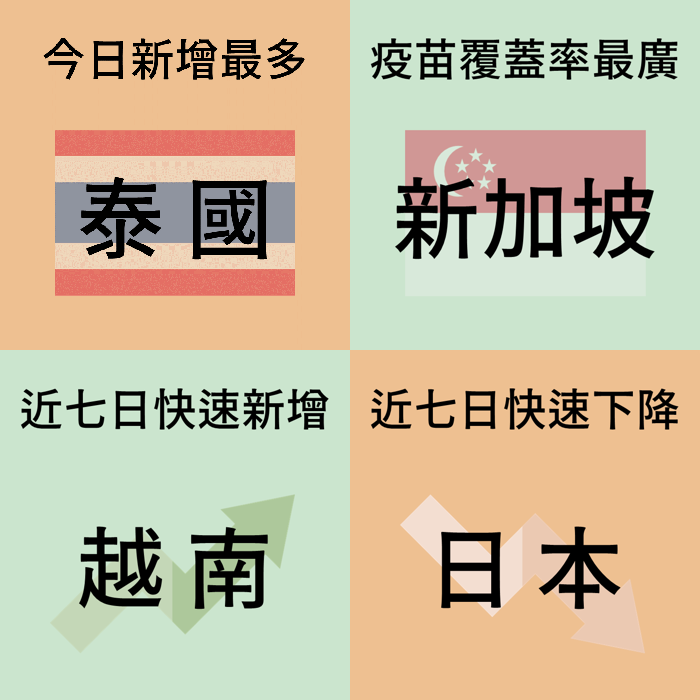 今日新增最多
泰國
疫苗覆蓋率最廣
新加坡
近七日快速新增
越南
近七日快速下降
日本